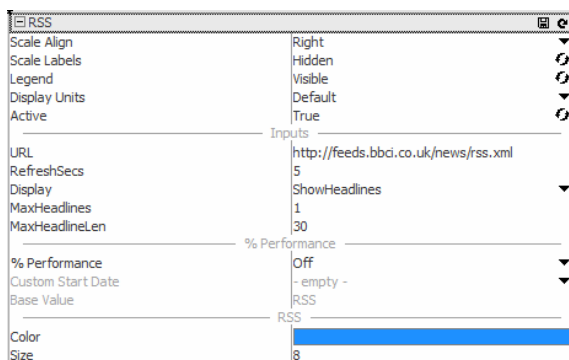 RSS
Scale Align Right
Scale Labels Hidden
Legend Visible
Display Units Default
Active True
Inputs
URL http://feeds.bbci.co.uk/news/rss.xml
RefreshSecs 5
Display ShowHeadlines
MaxHeadlines 1
MaxHeadlineLen 30
% Performance
% Performance Off
Custom Start Date - empty -
Base Value RSS
RSS
Color
Size 8